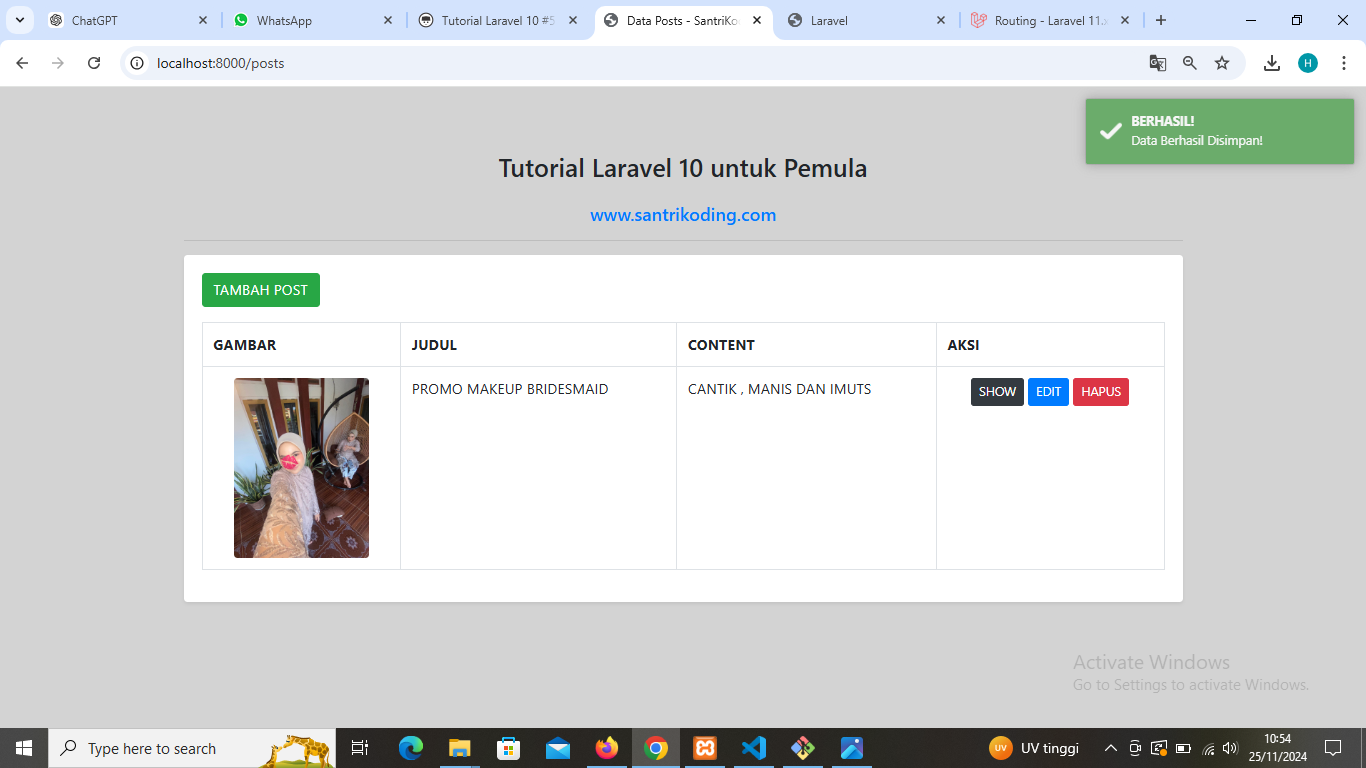 ChatGPT
WhatsApp
Tutorial Laravel 10 #5
Data Posts - SantriKo
Laravel
Routing - Laravel 11.x
localhost:8000/posts
H
BERHASIL!
Data Berhasil Disimpan!
Tutorial Laravel 10 untuk Pemula
www.santrikoding.com
TAMBAH POST
GAMBAR JUDUL CONTENT AKSI
PROMO MAKEUP BRIDESMAID CANTIK , MANIS DAN IMUTS SHOW EDIT HAPUS
Activate Windows
Go to Settings to activate Windows.
Type here to search
UV UV tinggi
10:54
25/11/2024